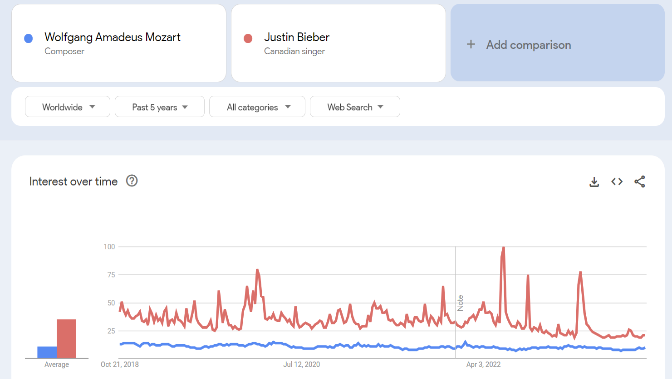 Wolfgang Amadeus Mozart
Composer
Justin Bieber
Canadian singer
+ Add comparison
Worldwide
Past 5 years
All categories
Web Search
Interest over time
100
75
50
25
Note
Average
Oct 21, 2018
Jul 12, 2020
Apr 3, 2022